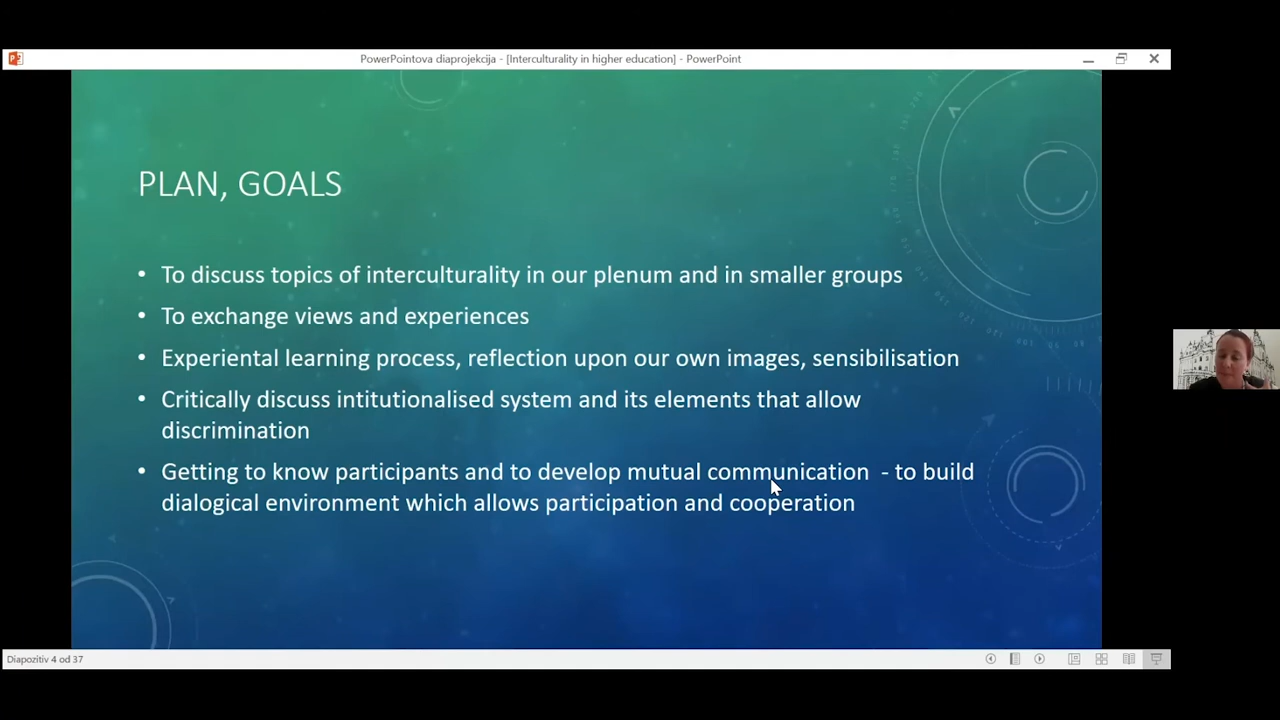 PowerPointova diaprojekcija - [Interculturality in higher education] - PowerPoint
PLAN, GOALS
• To discuss topics of interculturality in our plenum and in smaller groups
• To exchange views and experiences
• Experiential learning process, reflection upon our own images, sensibilisation
• Critically discuss intitutionalised system and its elements that allow
discrimination
• Getting to know participants and to develop mutual communication - to build
dialogical environment which allows participation and cooperation
Diapozitiv 4 od 37